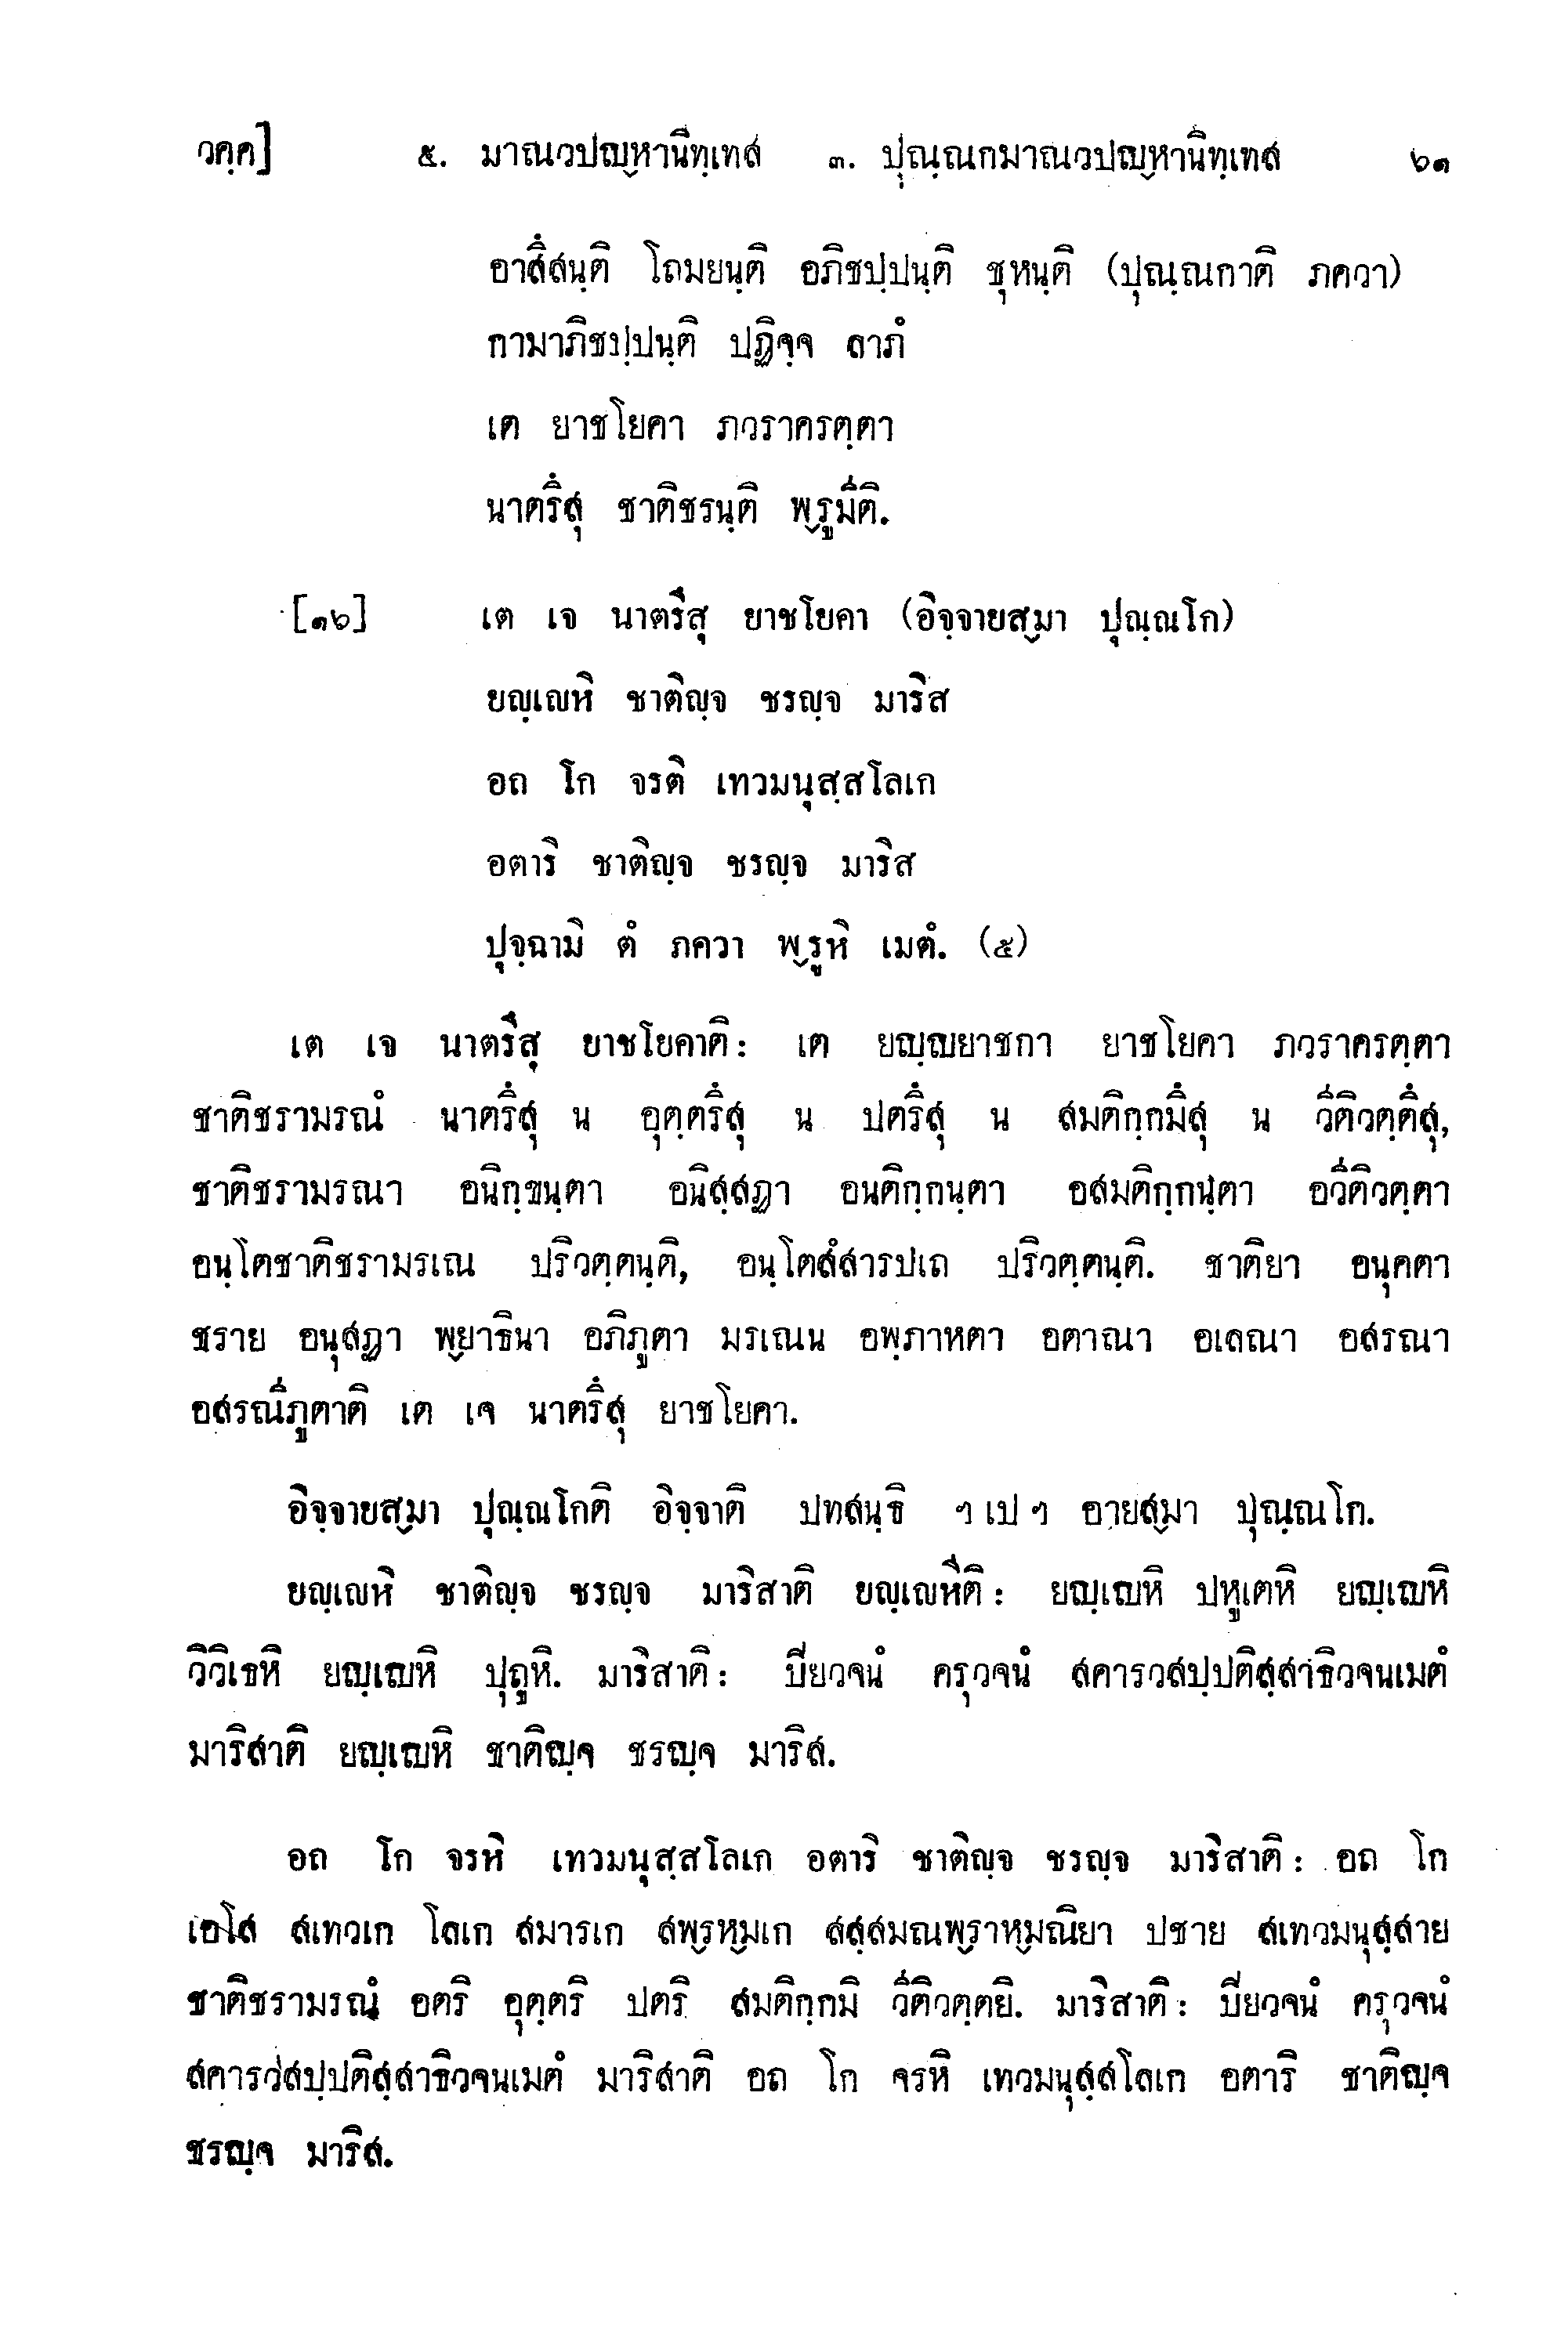 วคฺค]	๕. มาณวปญฺหานิทฺเทส ๓. ปุณฺณกมาณวปญฺหานิทฺเทส	๖๑
อาสึสนฺติ โถมยนฺติ อภิชปฺปนฺติ ชุหนฺติ (ปุณฺณกาติ ภควา)
กามาภิชปฺปนฺติ ปฏิจฺจ ลาภํ
เต ยาชโยคา ภวราครตฺตา
นาตรึสุ ชาติชรนฺติ พฺรูมีติ.
[๑๖] เต เจ นาตรึสุ ยาชโยคา (อิจฺจายสฺมา ปุณฺณโก)
ยญฺเญหิ ชาติญฺจ ชรญฺจ มาริส
อถ โก จรติ เทวมนุสฺสโลเก
อตาริ ชาติญฺจ ชรญฺจ มาริส
ปุจฺฉามิ ตํ ภควา พฺรูหิ เมตํ. (๕)
เต เจ นาตรึสุ ยาชโยคาติ: เต ยญฺญยาชกา ยาชโยคา ภวราครตฺตา
ชาติชรามรณํ นาตรึสุ น อุตฺตรึสุ น ปตรึสุ น สมติกฺกมึสุ น วีติวตฺตึสุ,
ชาติชรามรณา อนิกฺขนฺตา อนิสฺสฏา อนติกฺกนฺตา อสมติกฺกนฺตา อวีติวตฺตา
อนฺโตชาติชรามรเณ ปริวตฺตนฺติ, อนฺโตสํสารปเถ ปริวตฺตนฺติ. ชาติยา อนุคตา
ชราย อนุสฏา พฺยาธินา อภิภูตา มรเณน อพฺภาหตา อตาณา อเลณา อสรณา
อสรณีภูตาติ เต เจ นาตรึสุ ยาชโยคา.
อิจฺจายสฺมา ปุณฺณโกติ อิจฺจาติ ปทสนฺธิ ฯ เป ฯ อายสฺมา ปุณฺณโก.
ยญฺเญหิ ชาติญฺจ ชรญฺจ มาริสาติ ยญฺเญหีติ: ยญฺเญหิ ปหูเตหิ ยญฺเญหิ
วิวิเธหิ ยญฺเญหิ ปุถูหิ. มาริสาติ: ปิยวจนํ ครุวจนํ สคารวสปฺปติสฺสาธิวจนเมตํ
มาริสาติ ยญฺเญหิ ชาติญฺจ ชรญฺจ มาริส.
อถ โก จรหิ เทวมนุสฺสโลเก อตาริ ชาติญฺจ ชรญฺจ มาริสาติ: อถ โก
เอโส สเทวเก โลเก สมารเก สพฺรหฺมเก สสฺสมณพฺราหฺมณิยา ปชาย สเทวมนุสฺสาย
ชาติชรามรณํ อตริ อุตฺตริ ปตริ สมติกฺกมิ วีติวตฺตยิ. มาริสาติ: ปิยวจนํ ครุวจนํ
สคารวสปฺปติสฺสาธิวจนเมตํ มาริสาติ อถ โก จรหิ เทวมนุสฺสโลเก อตาริ ชาติญฺจ
ชรญฺจ มาริส.